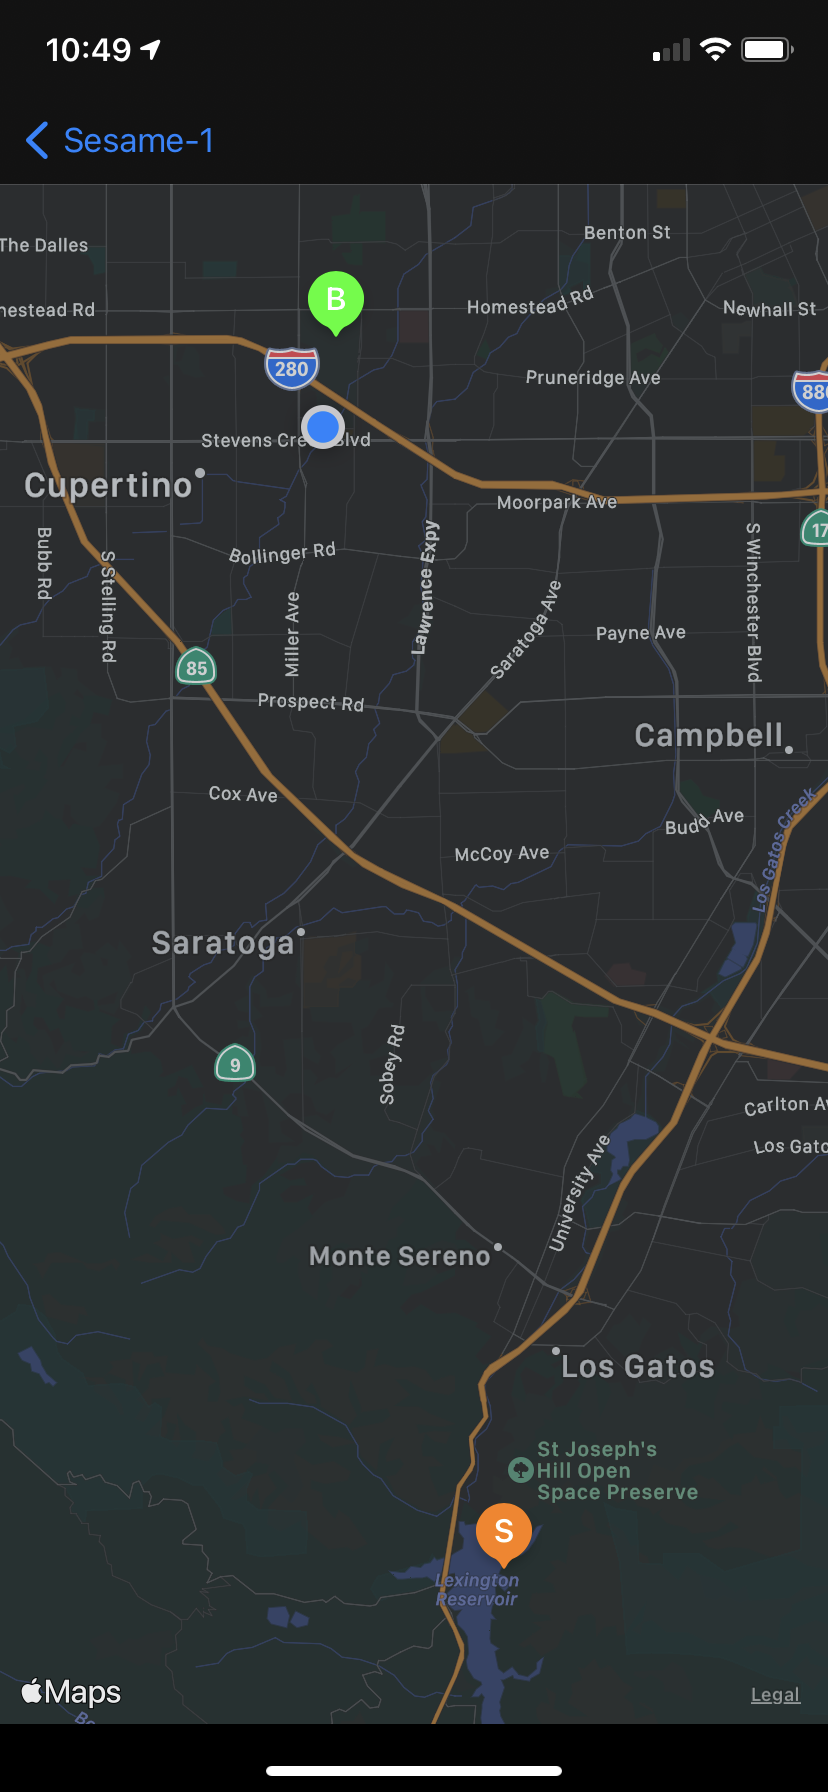 10:49
Sesame-1
The Dalles
Benton St
nestead Rd
B
Homestead Rd
Newhall St
280
Pruneridge Ave
880
Stevens Cre Blvd
Cupertino
Moorpark Ave
17
Bubb Rd
S Stelling Rd
Bollinger Rd
Miller Ave
Lawrence Expy
Saratoga Ave
S Winchester Blvd
Payne Ave
85
Prospect Rd
Campbell
Cox Ave
Budd Ave
McCoy Ave
Los Gatos Creek
Saratoga
9
Sobey Rd
Carlton Av
Los Gato
University Ave
Monte Sereno
Los Gatos
St Joseph's
Hill Open
Space Preserve
S
Lexington
Reservoir
Maps
Legal